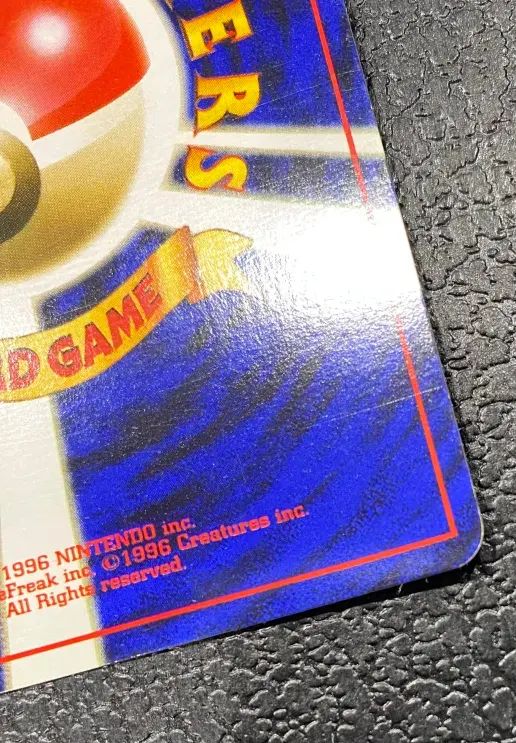 ERS
D GAME
1996 NINTENDO inc.
eFreak inc. ©1996 Creatures inc.
All Rights reserved.